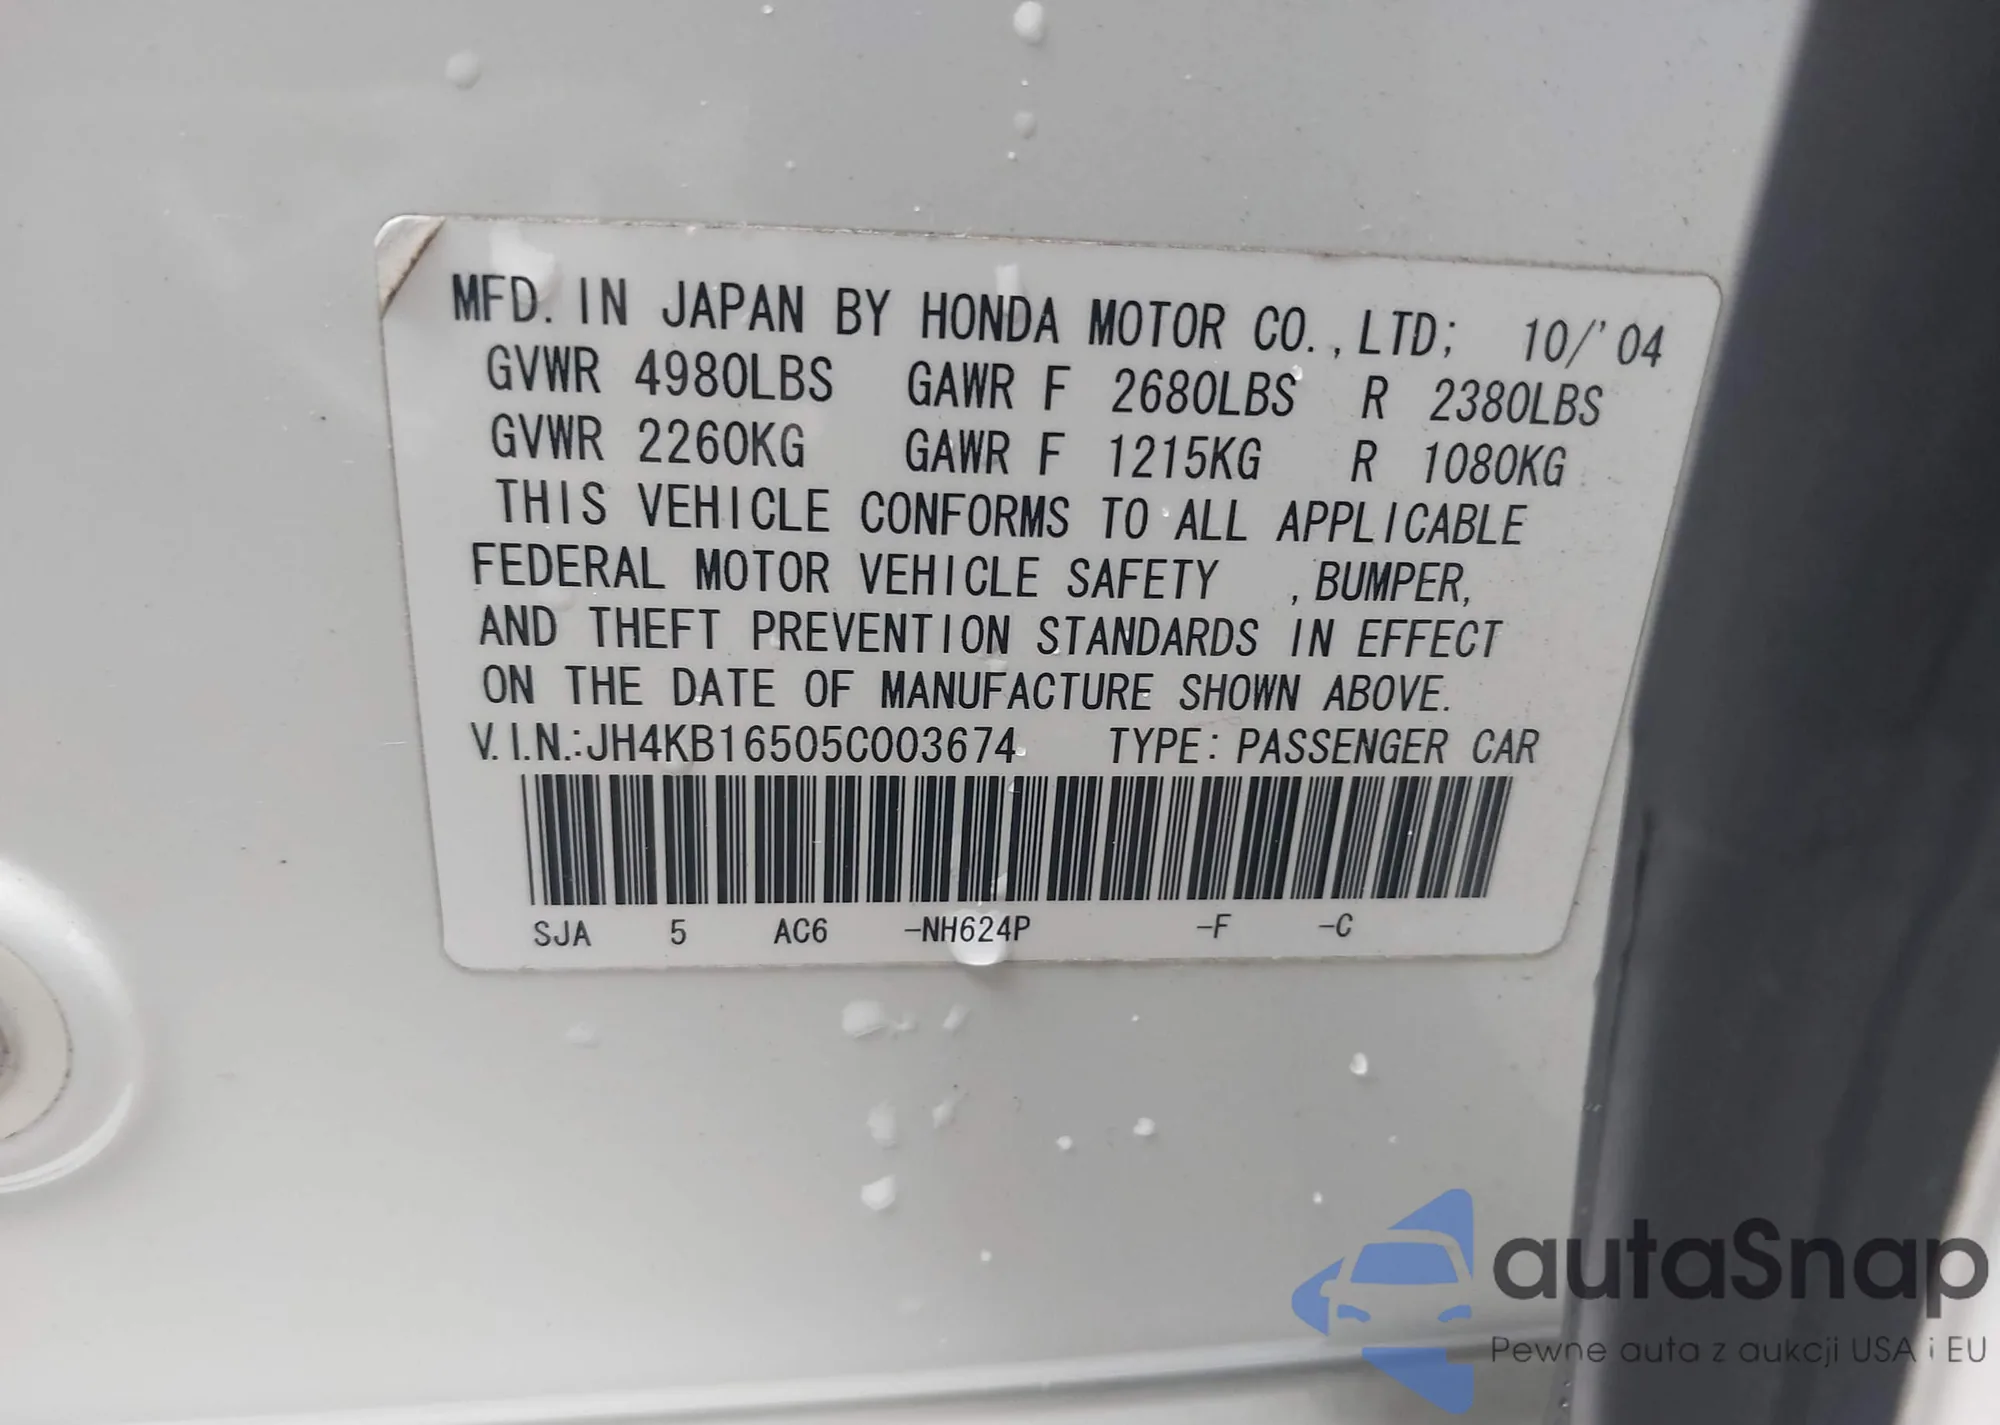 MFD. IN JAPAN BY HONDA MOTOR CO., LTD; 10/'04
GVWR 4980LBS GAWR F 2680LBS R 2380LBS
GVWR 2260KG GAWR F 1215KG R 1080KG
THIS VEHICLE CONFORMS TO ALL APPLICABLE
FEDERAL MOTOR VEHICLE SAFETY , BUMPER,
AND THEFT PREVENTION STANDARDS IN EFFECT
ON THE DATE OF MANUFACTURE SHOWN ABOVE.
V.I.N.:JH4KB16505C003674 TYPE: PASSENGER CAR
SJA 5 AC6 -NH624P -F -C
autaSnap
Pewne auta z aukcji USA i EU